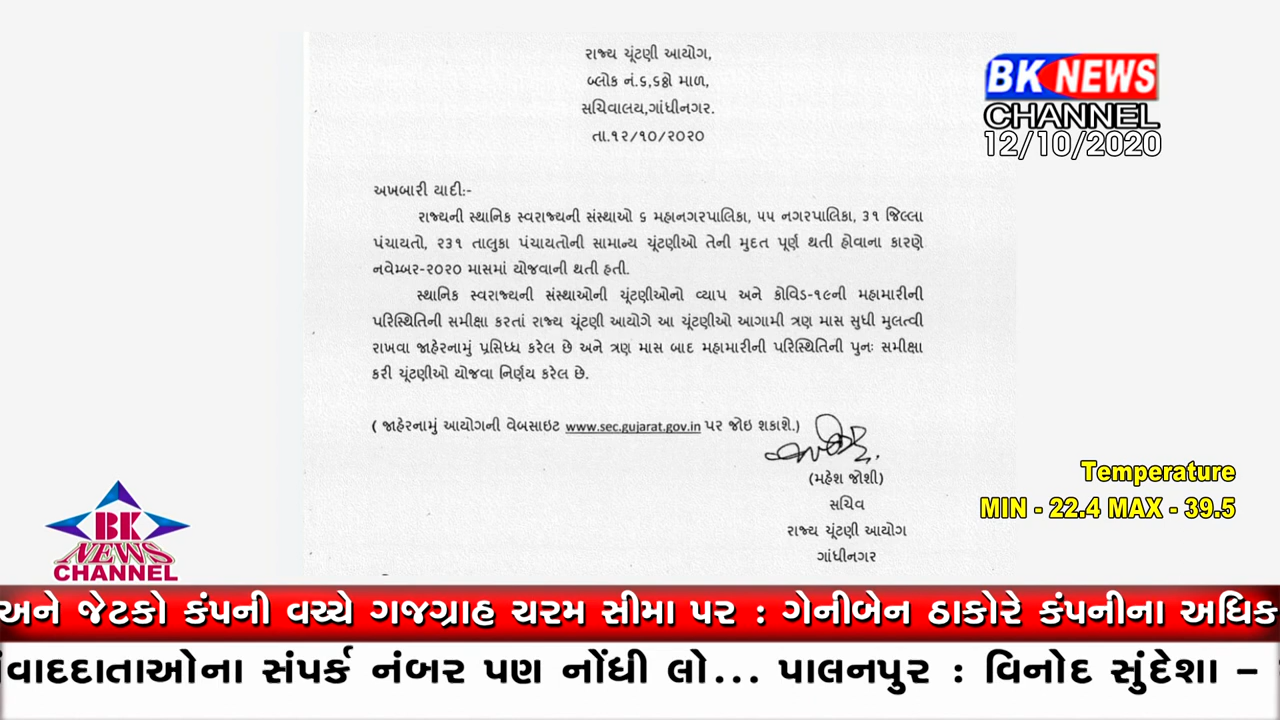 રાજ્ય ચૂંટણી આયોગ,
બ્લોક નં.૬,૬ઠ્ઠો માળ,
સચિવાલય,ગાંધીનગર.
તા.૧૨/૧૦/૨૦૨૦
BK NEWS
CHANNEL
12/10/2020
અખબારી યાદી:-
રાજ્યની સ્થાનિક સ્વરાજ્યની સંસ્થાઓ ૬ મહાનગરપાલિકા, ૫૫ નગરપાલિકા, ૩૧ જિલ્લા
પંચાયતો, ૨૩૧ તાલુકા પંચાયતોની સામાન્ય ચૂંટણીઓ તેની મુદત પૂર્ણ થતી હોવાના કારણે
નવેમ્બર-૨૦૨૦ માસમાં યોજવાની થતી હતી.
સ્થાનિક સ્વરાજ્યની સંસ્થાઓની ચૂંટણીઓનો વ્યાપ અને કોવિડ-૧૯ની મહામારીની
પરિસ્થિતિની સમીક્ષા કરતાં રાજ્ય ચૂંટણી આયોગે આ ચૂંટણીઓ આગામી ત્રણ માસ સુધી મુલત્વી
રાખવા જાહેરનામું પ્રસિધ્ધ કરેલ છે અને ત્રણ માસ બાદ મહામારીની પરિસ્થિતિની પુનઃ સમીક્ષા
કરી ચૂંટણીઓ યોજવા નિર્ણય કરેલ છે.
( જાહેરનામું આયોગની વેબસાઇટ www.sec.gujarat.gov.in પર જોઇ શકાશે.)
(મહેશ જોશી)
સચિવ
રાજ્ય ચૂંટણી આયોગ
ગાંધીનગર
Temperature
MIN - 22.4 MAX - 39.5
BK
NEWS
CHANNEL
અને જેટકો કંપની વચ્ચે ગજગ્રાહ ચરમ સીમા પર : ગેનીબેન ઠાકોરે કંપનીના અધિક
ંવાદદાતાઓના સંપર્ક નંબર પણ નોંધી લો... પાલનપુર : વિનોદ સુંદેશા –